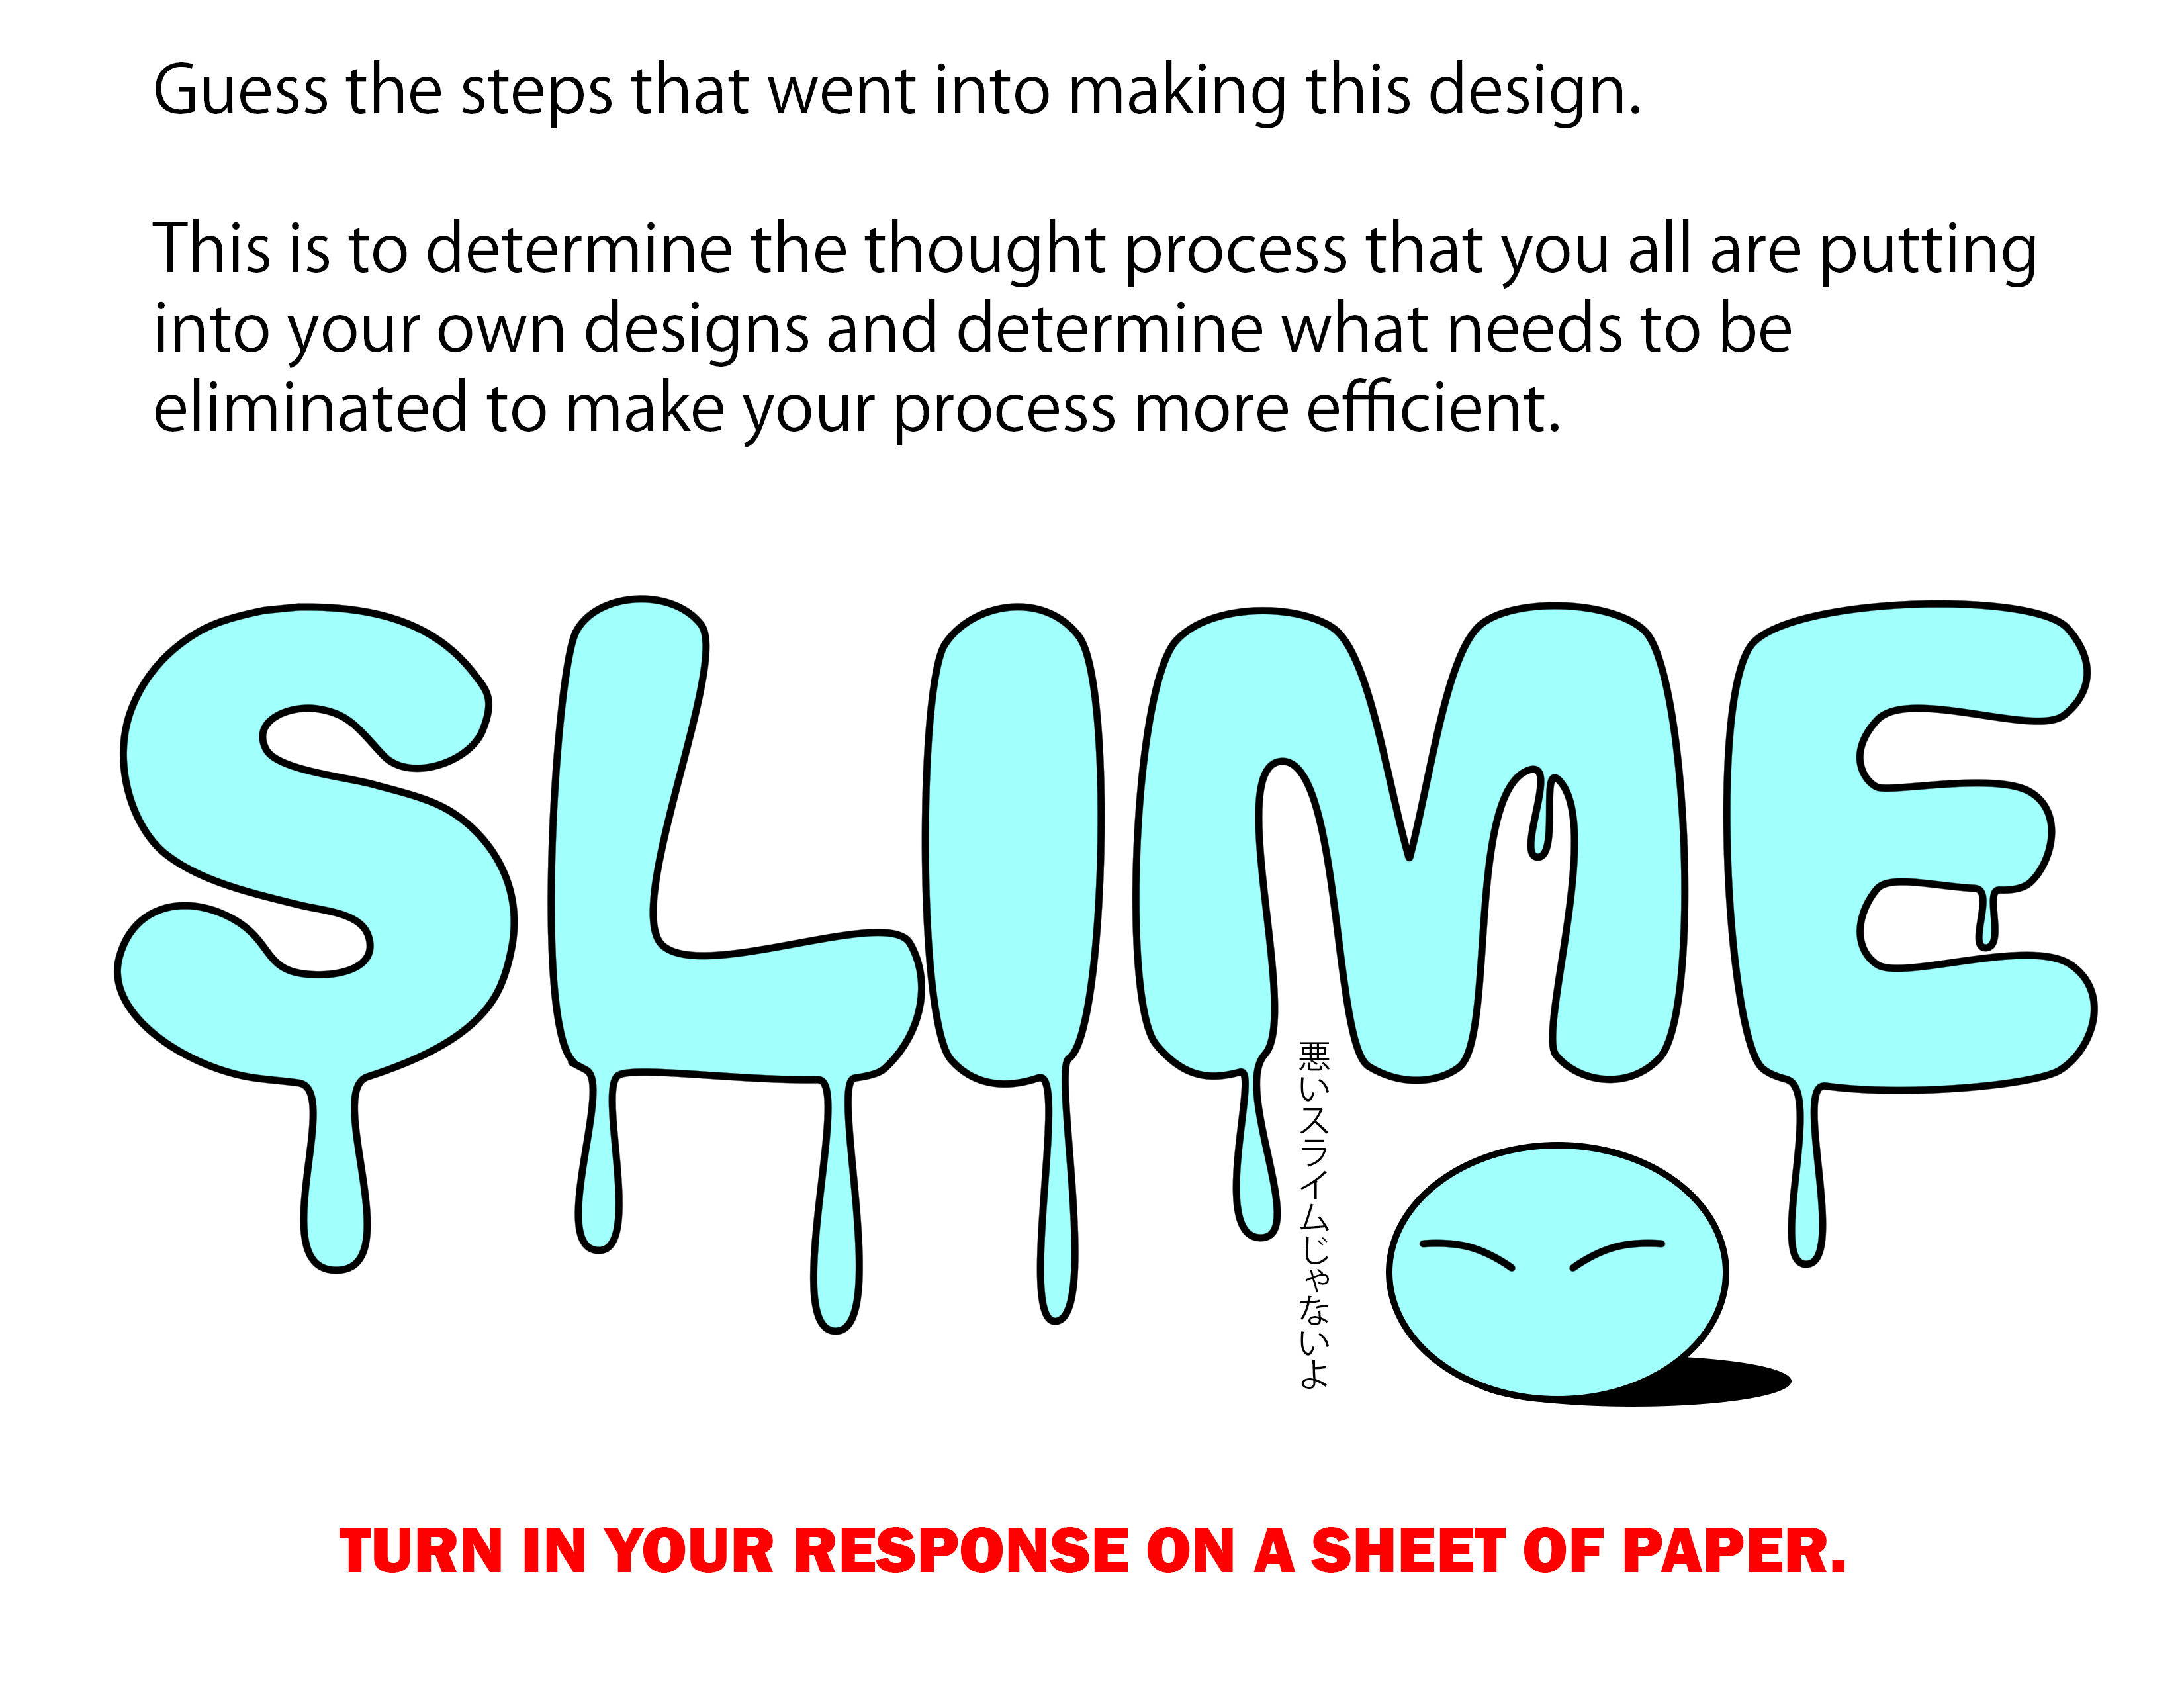 Guess the steps that went into making this design.
This is to determine the thought process that you all are putting
into your own designs and determine what needs to be
eliminated to make your process more efficient.
SLIME
悪いスライムじゃないよ
TURN IN YOUR RESPONSE ON A SHEET OF PAPER.